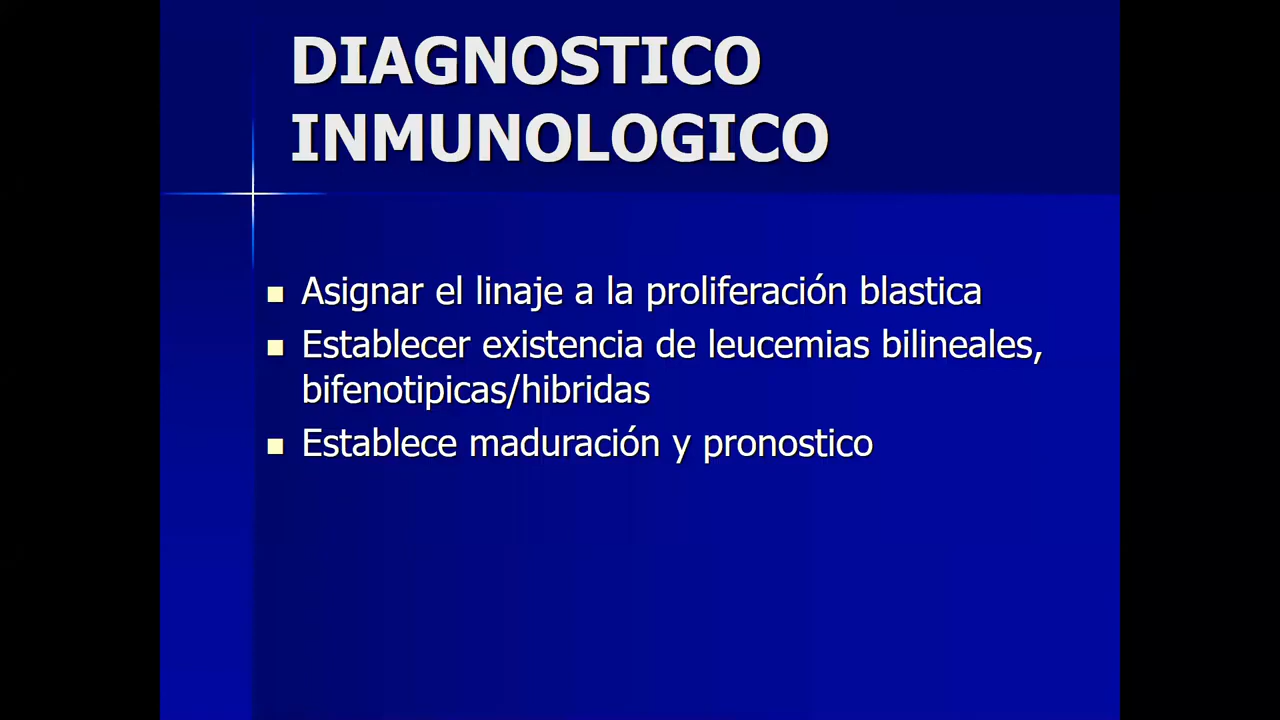 DIAGNOSTICO
INMUNOLOGICO
Asignar el linaje a la proliferación blastica
Establecer existencia de leucemias bilineales,
bifenotipicas/hibridas
Establece maduración y pronostico